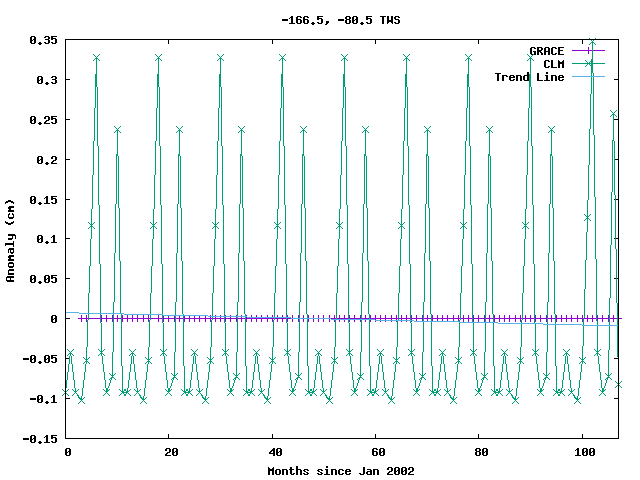 -166.5, -80.5 TWS
0.35
0.3
0.25
0.2
0.15
0.1
0.05
0
-0.05
-0.1
-0.15
Anomaly (cm)
GRACE
CLM
Trend Line
0 20 40 60 80 100
Months since Jan 2002